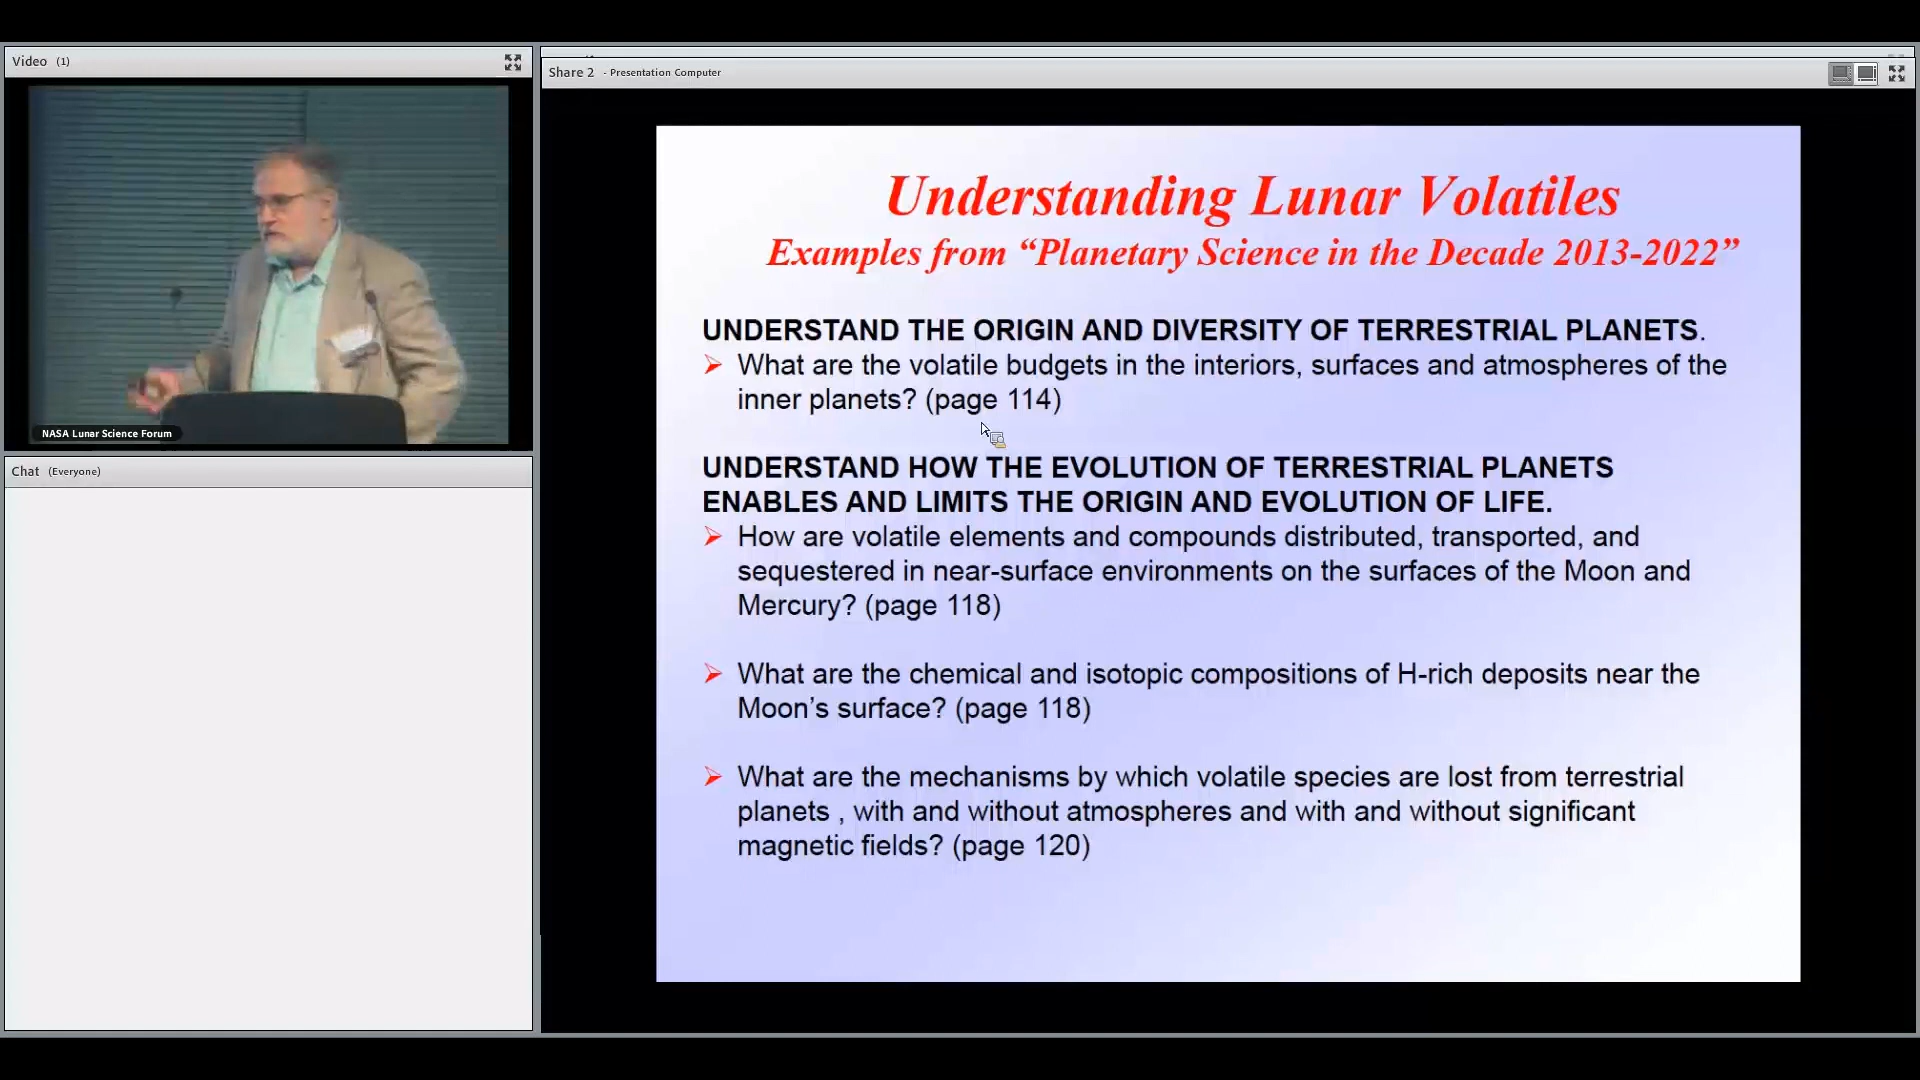 Video (1)
NASA Lunar Science Forum
Chat (Everyone)
Share 2 - Presentation Computer
Understanding Lunar Volatiles
Examples from “Planetary Science in the Decade 2013-2022”
UNDERSTAND THE ORIGIN AND DIVERSITY OF TERRESTRIAL PLANETS.
What are the volatile budgets in the interiors, surfaces and atmospheres of the
inner planets? (page 114)
UNDERSTAND HOW THE EVOLUTION OF TERRESTRIAL PLANETS
ENABLES AND LIMITS THE ORIGIN AND EVOLUTION OF LIFE.
How are volatile elements and compounds distributed, transported, and
sequestered in near-surface environments on the surfaces of the Moon and
Mercury? (page 118)
What are the chemical and isotopic compositions of H-rich deposits near the
Moon’s surface? (page 118)
What are the mechanisms by which volatile species are lost from terrestrial
planets , with and without atmospheres and with and without significant
magnetic fields? (page 120)